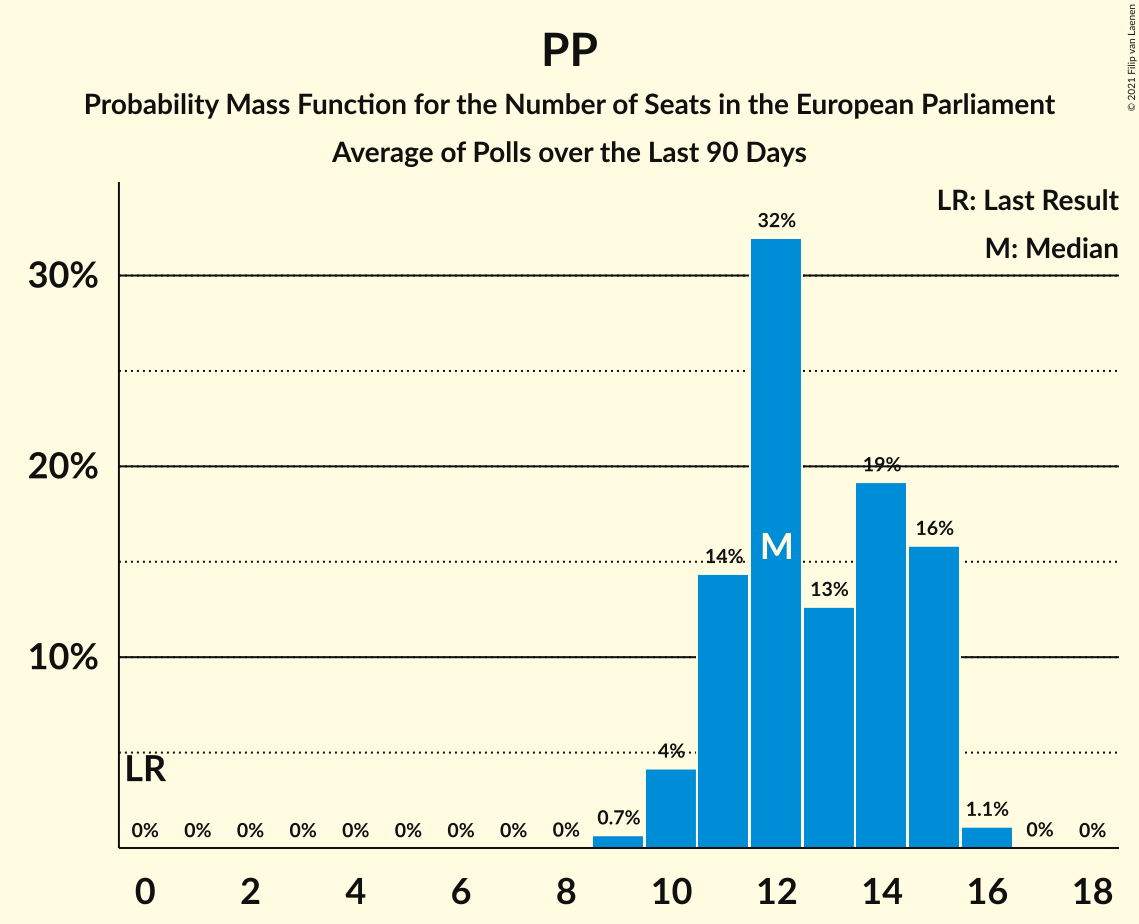 PP
Probability Mass Function for the Number of Seats in the European Parliament
Average of Polls over the Last 90 Days
© 2021 Filip van Laenen
LR: Last Result
M: Median
30%
20%
10%
LR
M
0% 0% 0% 0% 0% 0% 0% 0% 0% 0.7% 4% 14% 32% 13% 19% 16% 1.1% 0% 0%
0 2 4 6 8 10 12 14 16 18